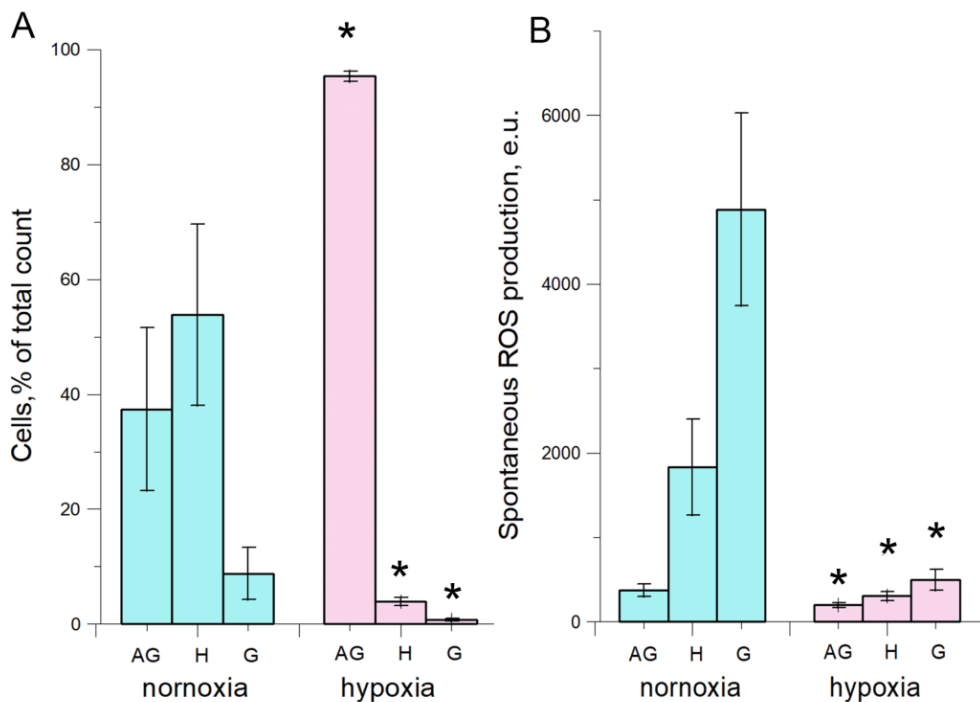 A
Cells,% of total count
100
80
60
40
20
0
*
*
*
AG H G AG H G
nornoxia hypoxia
B
Spontaneous ROS production, e.u.
6000
4000
2000
0
*
*
*
AG H G AG H G
nornoxia hypoxia